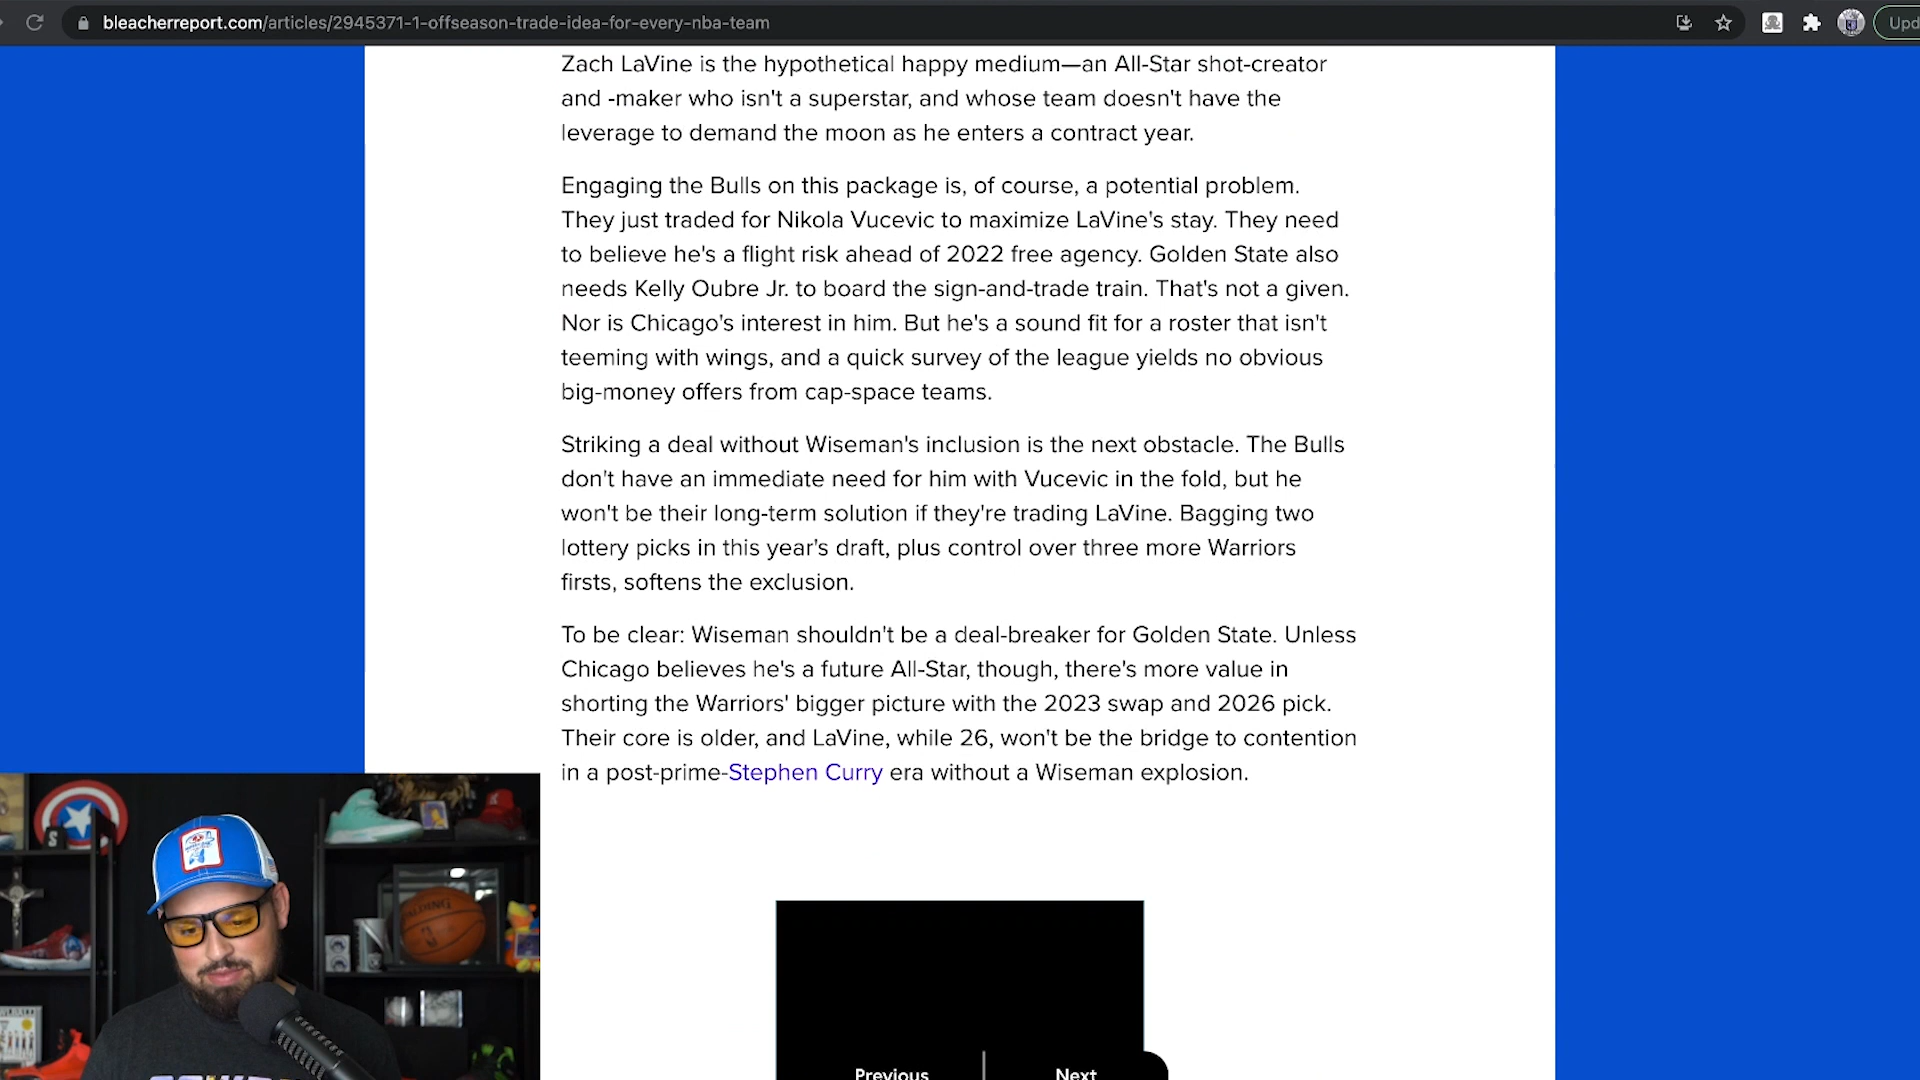 bleacherreport.com/articles/2945371-1-offseason-trade-idea-for-every-nba-team
Upd
Zach LaVine is the hypothetical happy medium—an All-Star shot-creator
and -maker who isn't a superstar, and whose team doesn't have the
leverage to demand the moon as he enters a contract year.
Engaging the Bulls on this package is, of course, a potential problem.
They just traded for Nikola Vucevic to maximize LaVine's stay. They need
to believe he's a flight risk ahead of 2022 free agency. Golden State also
needs Kelly Oubre Jr. to board the sign-and-trade train. That's not a given.
Nor is Chicago's interest in him. But he's a sound fit for a roster that isn't
teeming with wings, and a quick survey of the league yields no obvious
big-money offers from cap-space teams.
Striking a deal without Wiseman's inclusion is the next obstacle. The Bulls
don't have an immediate need for him with Vucevic in the fold, but he
won't be their long-term solution if they're trading LaVine. Bagging two
lottery picks in this year's draft, plus control over three more Warriors
firsts, softens the exclusion.
To be clear: Wiseman shouldn't be a deal-breaker for Golden State. Unless
Chicago believes he's a future All-Star, though, there's more value in
shorting the Warriors' bigger picture with the 2023 swap and 2026 pick.
Their core is older, and LaVine, while 26, won't be the bridge to contention
in a post-prime-Stephen Curry era without a Wiseman explosion.
SPALDING
Previous
Next